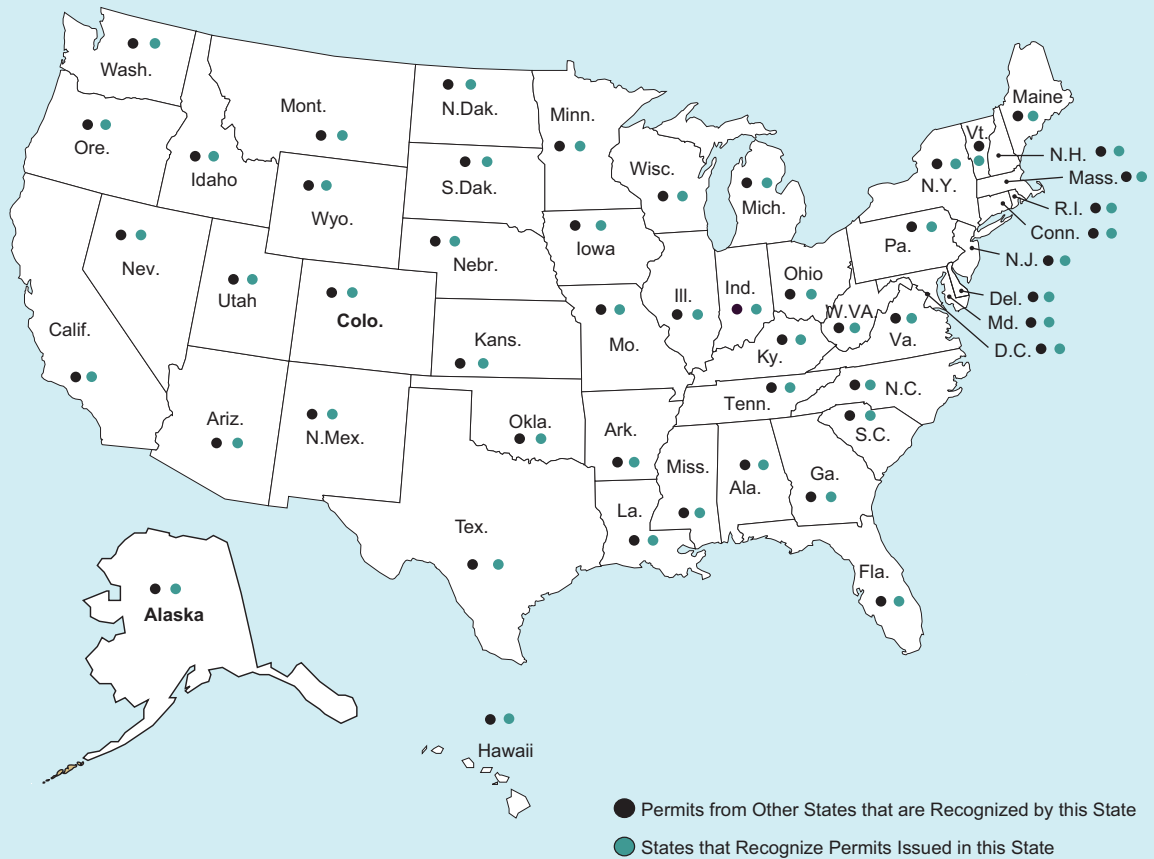 Wash.
Mont.
N.Dak.
Minn.
Maine
Ore.
Idaho
S.Dak.
Wisc.
Mich.
Vt.
N.H.
N.Y.
Mass.
Wyo.
R.I.
Conn.
Nev.
Utah
Colo.
Nebr.
Iowa
Pa.
N.J.
Calif.
Kans.
Mo.
Ill.
Ind.
Ohio
W.VA.
Va.
Del.
Md.
D.C.
Ky.
Ariz.
N.Mex.
Okla.
Ark.
Tenn.
N.C.
S.C.
Tex.
La.
Miss.
Ala.
Ga.
Fla.
Alaska
Hawaii
Permits from Other States that are Recognized by this State
States that Recognize Permits Issued in this State